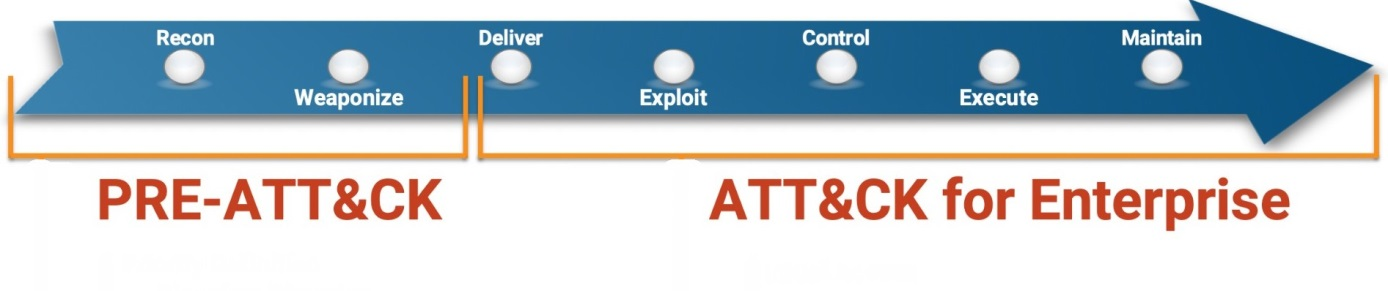 Recon
Weaponize
Deliver
Exploit
Control
Execute
Maintain
PRE-ATT&CK
ATT&CK for Enterprise